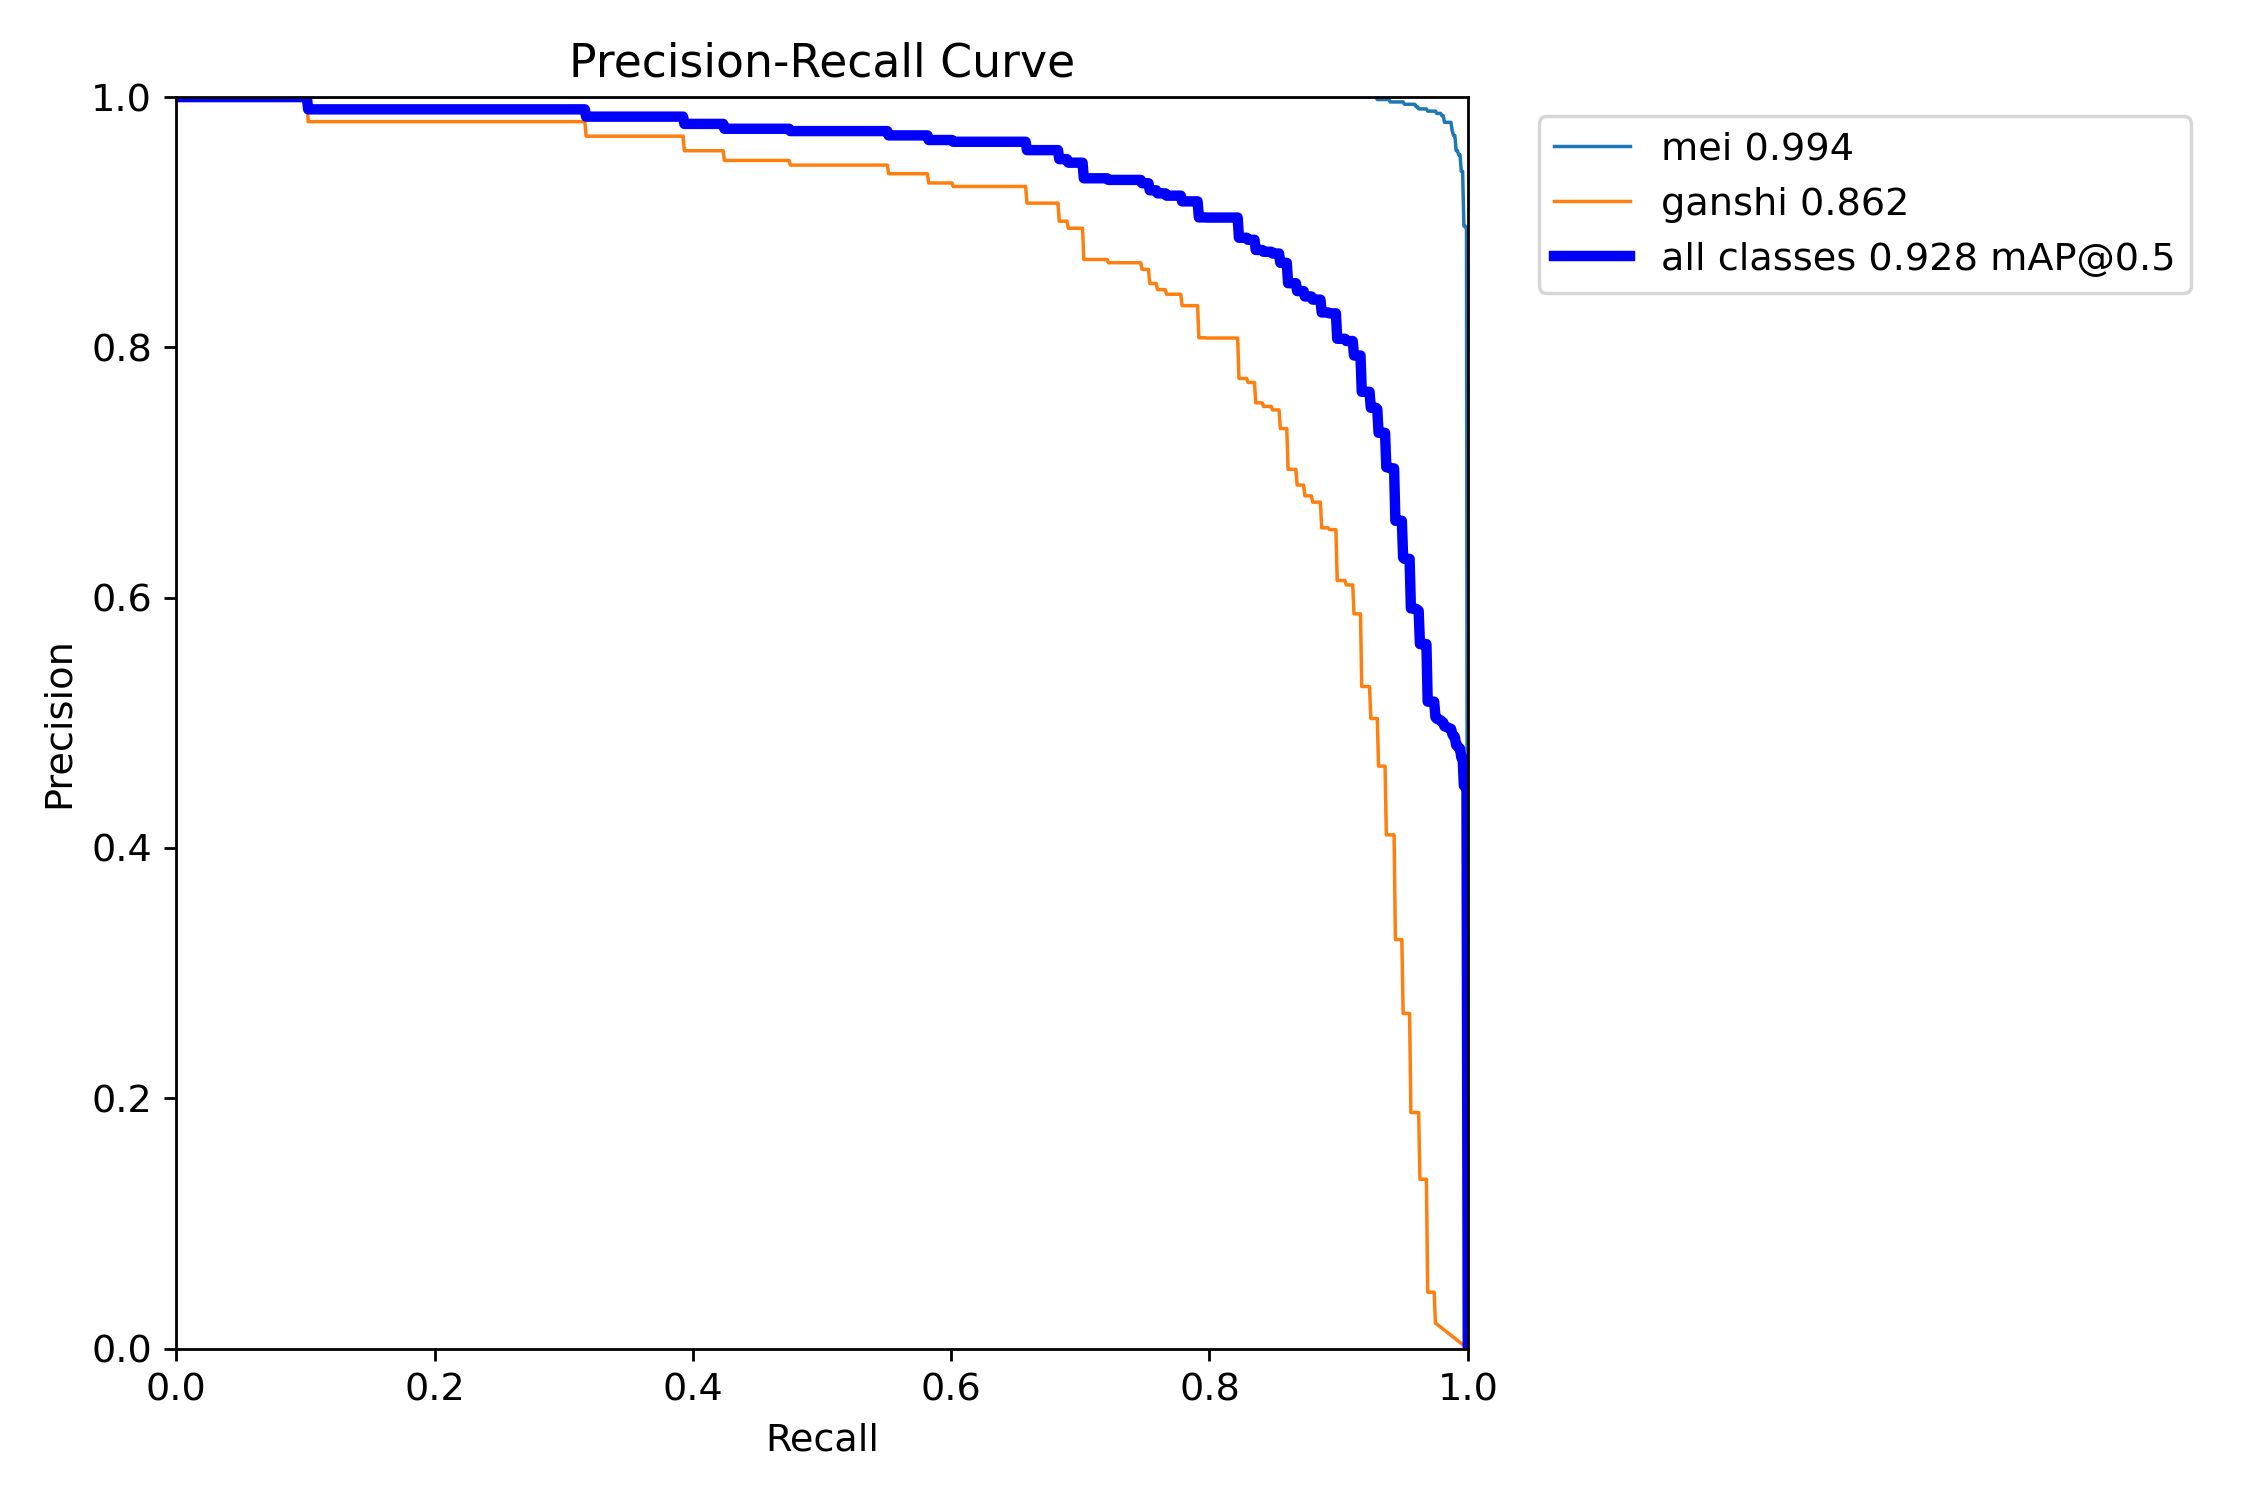 Precision-Recall Curve
1.0
0.8
0.6
0.4
0.2
0.0
Precision
0.0 0.2 0.4 0.6 0.8 1.0
Recall
mei 0.994
ganshi 0.862
all classes 0.928 mAP@0.5